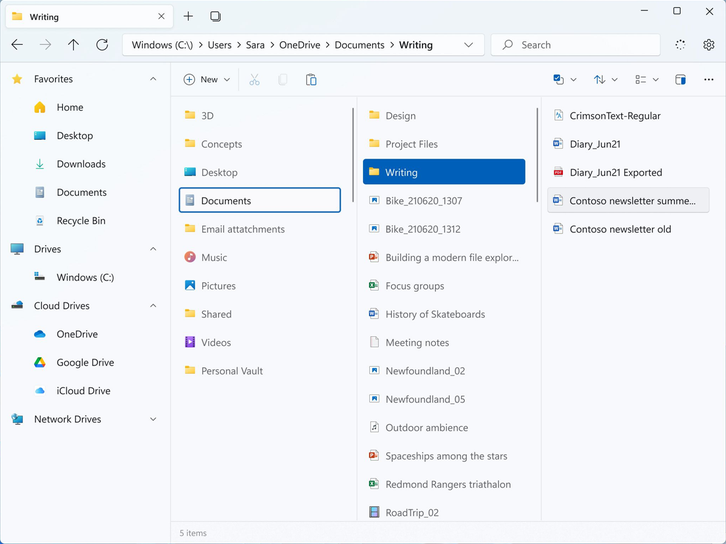 Writing
Windows (C:\) > Users > Sara > OneDrive > Documents > Writing
Search
New
Favorites
Home
Desktop
Downloads
Documents
Recycle Bin
Drives
Windows (C:)
Cloud Drives
OneDrive
Google Drive
iCloud Drive
Network Drives
3D
Concepts
Desktop
Documents
Email attatchments
Music
Pictures
Shared
Videos
Personal Vault
Design
Project Files
Writing
Bike_210620_1307
Bike_210620_1312
Building a modern file explor...
Focus groups
History of Skateboards
Meeting notes
Newfoundland_02
Newfoundland_05
Outdoor ambience
Spaceships among the stars
Redmond Rangers triathalon
RoadTrip_02
CrimsonText-Regular
Diary_Jun21
Diary_Jun21 Exported
Contoso newsletter summe...
Contoso newsletter old
5 items